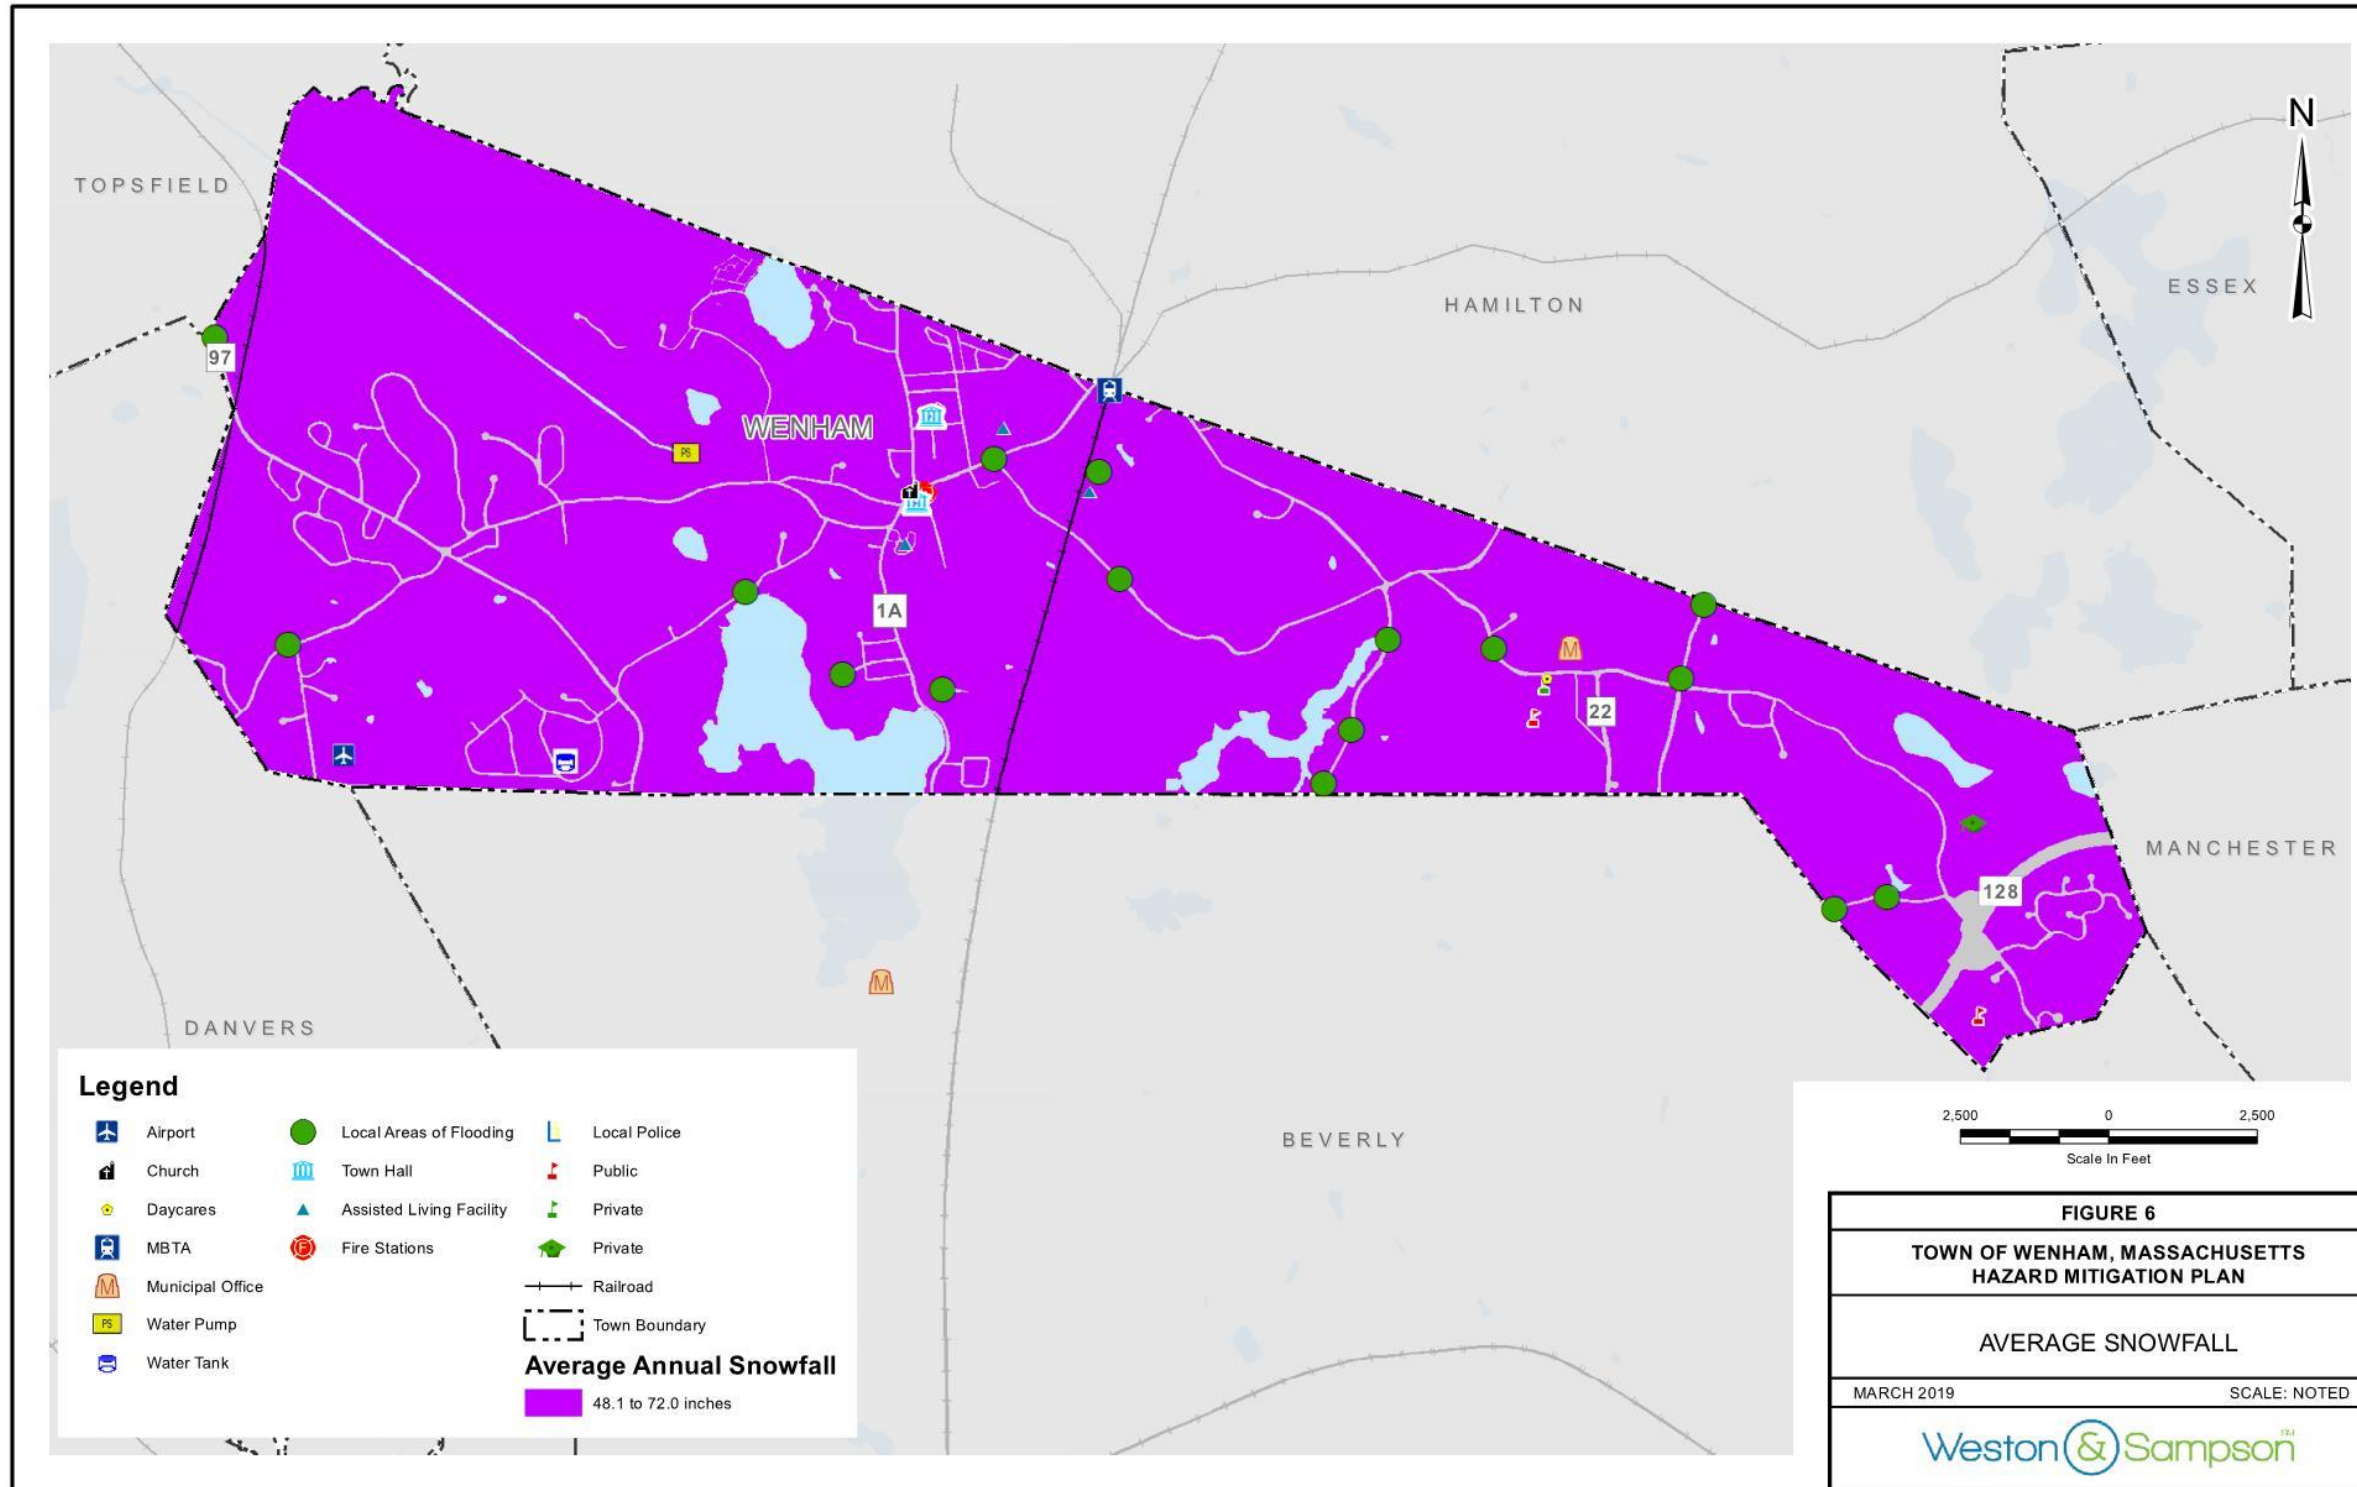 N
TOPSFIELD
ESSEX
HAMILTON
97
WENHAM
PS
1A
M
22
MANCHESTER
128
M
DANVERS
BEVERLY
Legend
Airport
Church
Daycares
MBTA
M Municipal Office
PS Water Pump
Water Tank
Local Areas of Flooding
Town Hall
Assisted Living Facility
F Fire Stations
Local Police
Public
Private
Private
Railroad
Town Boundary
Average Annual Snowfall
48.1 to 72.0 inches
2,500 0 2,500
Scale In Feet
FIGURE 6
TOWN OF WENHAM, MASSACHUSETTS
HAZARD MITIGATION PLAN
AVERAGE SNOWFALL
MARCH 2019 SCALE: NOTED
Weston & Sampson℠